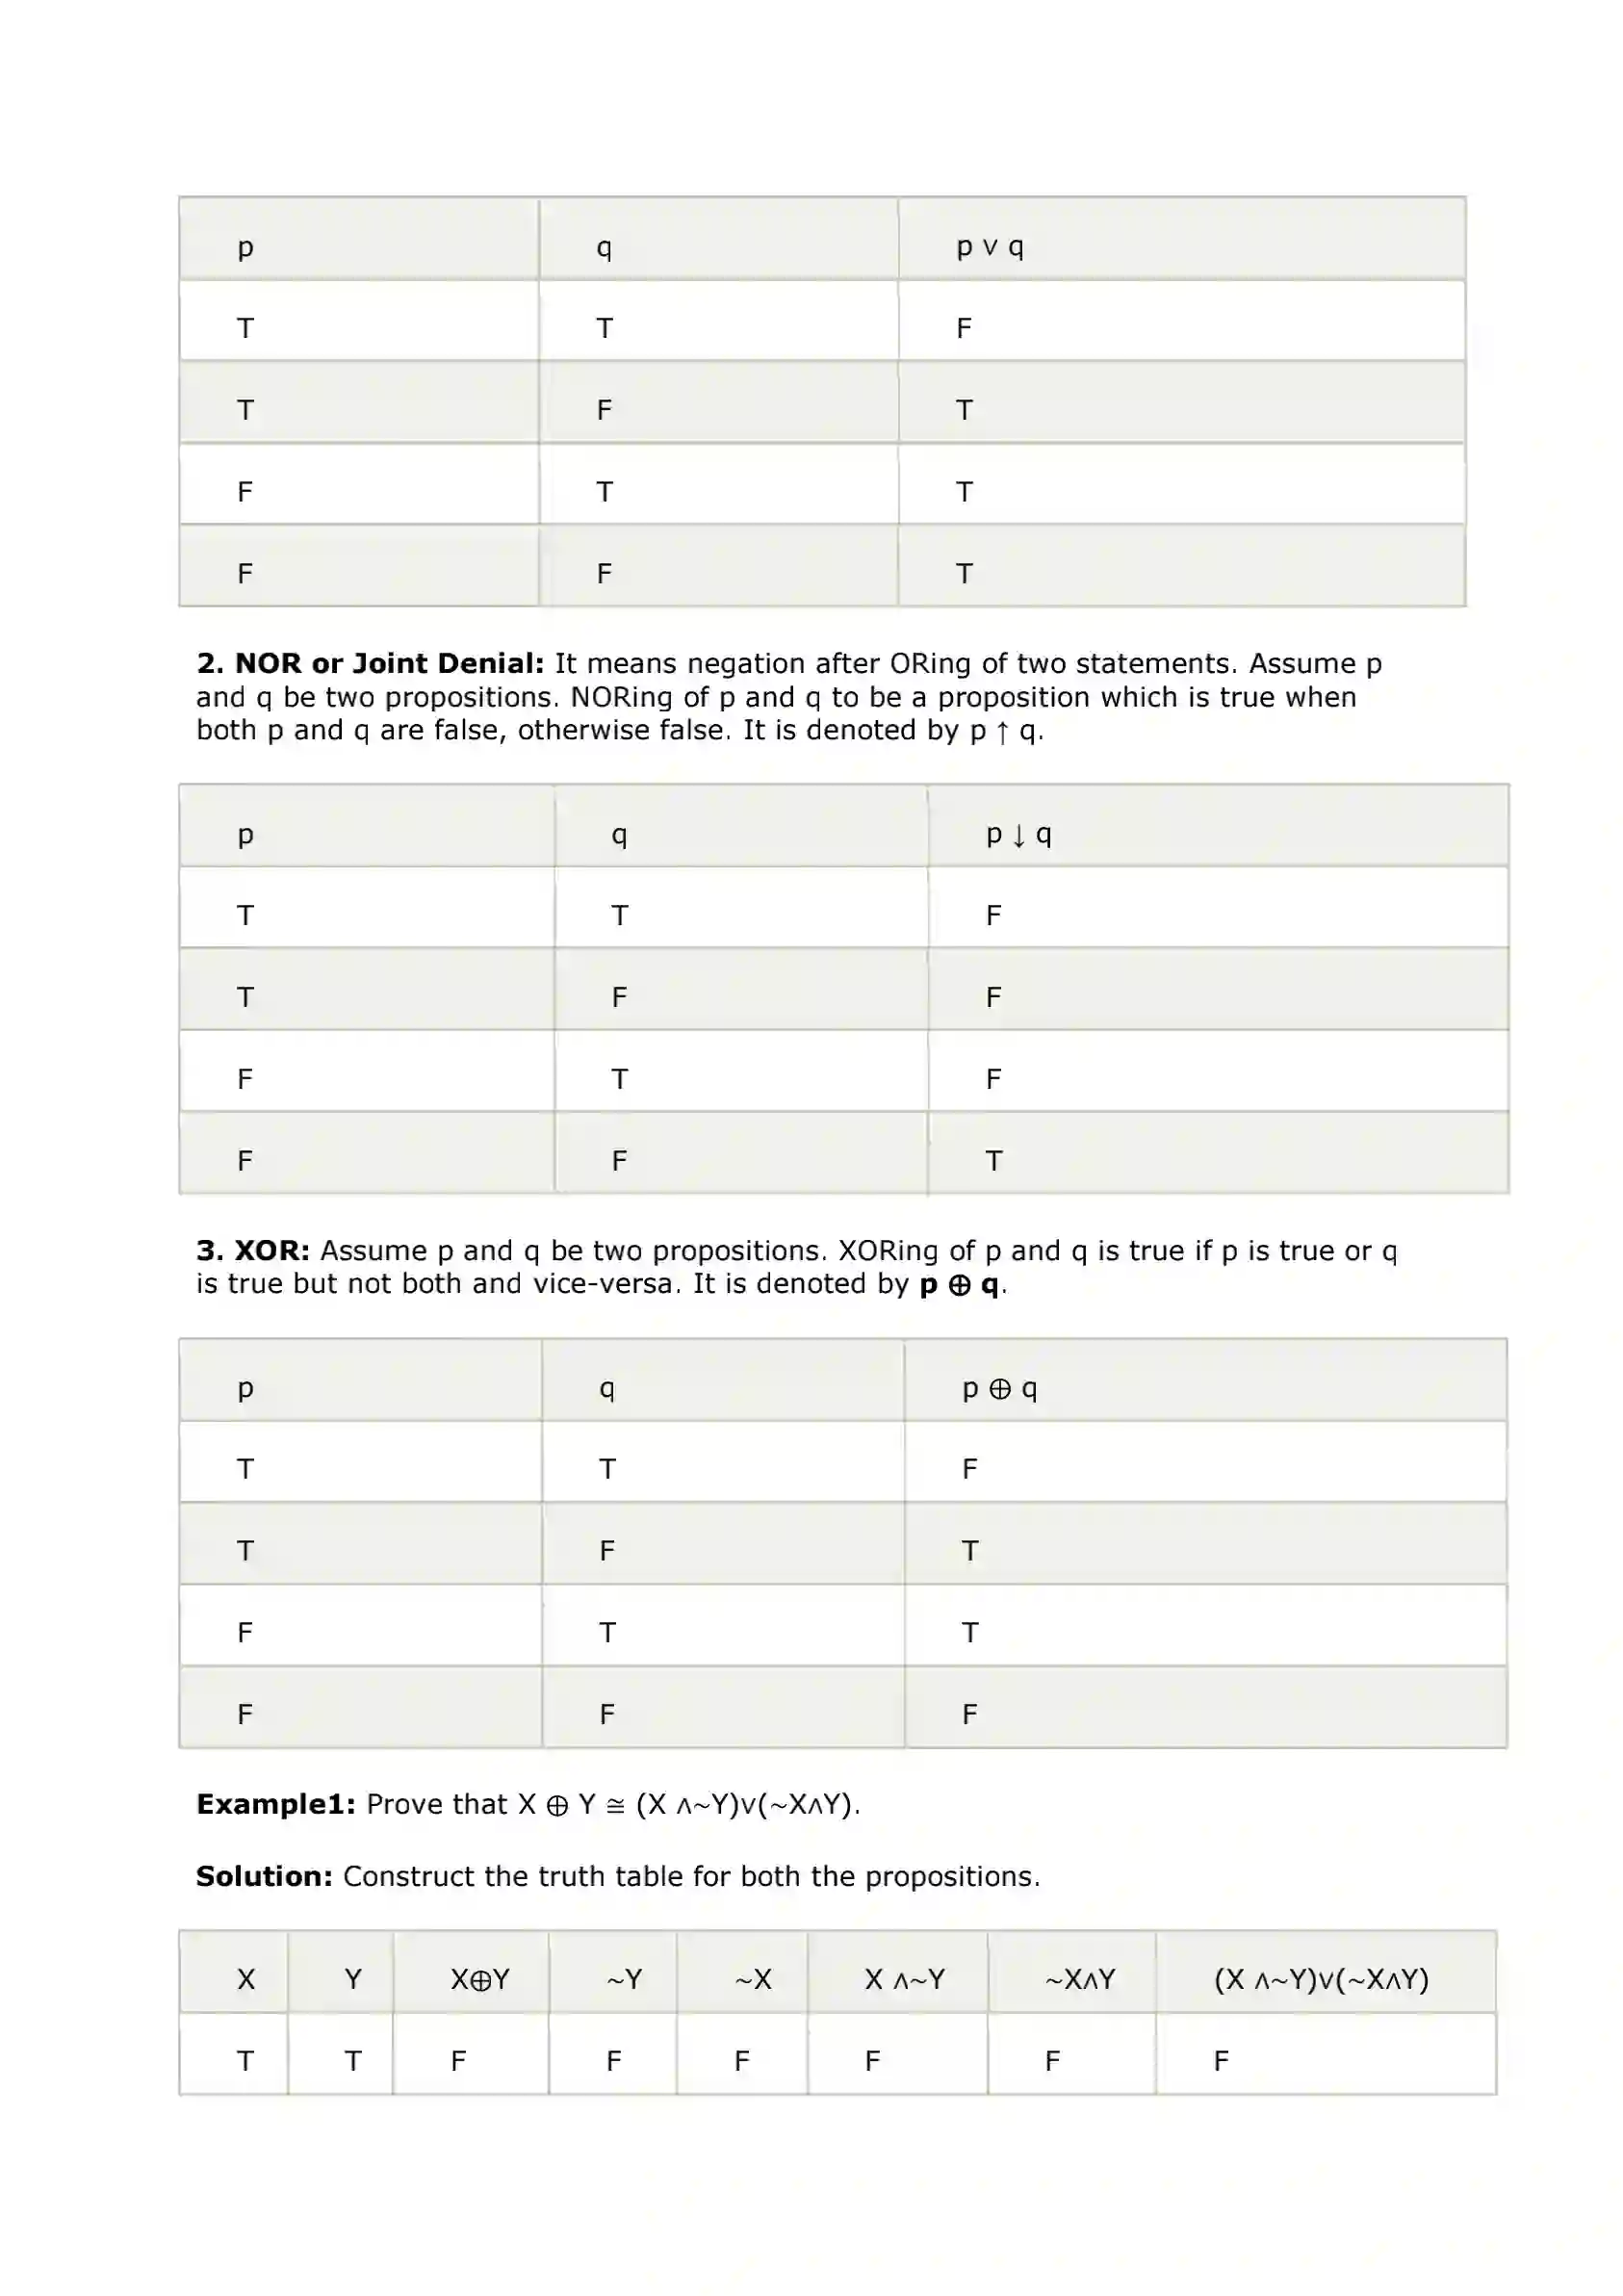 p q p ∨ q
T T F
T F T
F T T
F F T
2. NOR or Joint Denial: It means negation after ORing of two statements. Assume p
and q be two propositions. NORing of p and q to be a proposition which is true when
both p and q are false, otherwise false. It is denoted by p ↑ q.
p q p ↓ q
T T F
T F F
F T F
F F T
3. XOR: Assume p and q be two propositions. XORing of p and q is true if p is true or q
is true but not both and vice-versa. It is denoted by p ⊕ q.
p q p ⊕ q
T T F
T F T
F T T
F F F
Example1: Prove that X ⊕ Y ≅ (X ∧~Y)∨(~X∧Y).
Solution: Construct the truth table for both the propositions.
X Y X⊕Y ~Y ~X X ∧~Y ~X∧Y (X ∧~Y)∨(~X∧Y)
T T F F F F F F